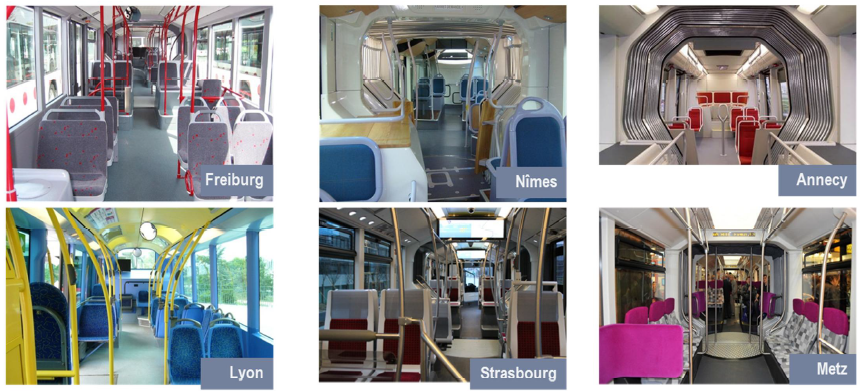 Freiburg
Nîmes
Annecy
Lyon
Strasbourg
Metz